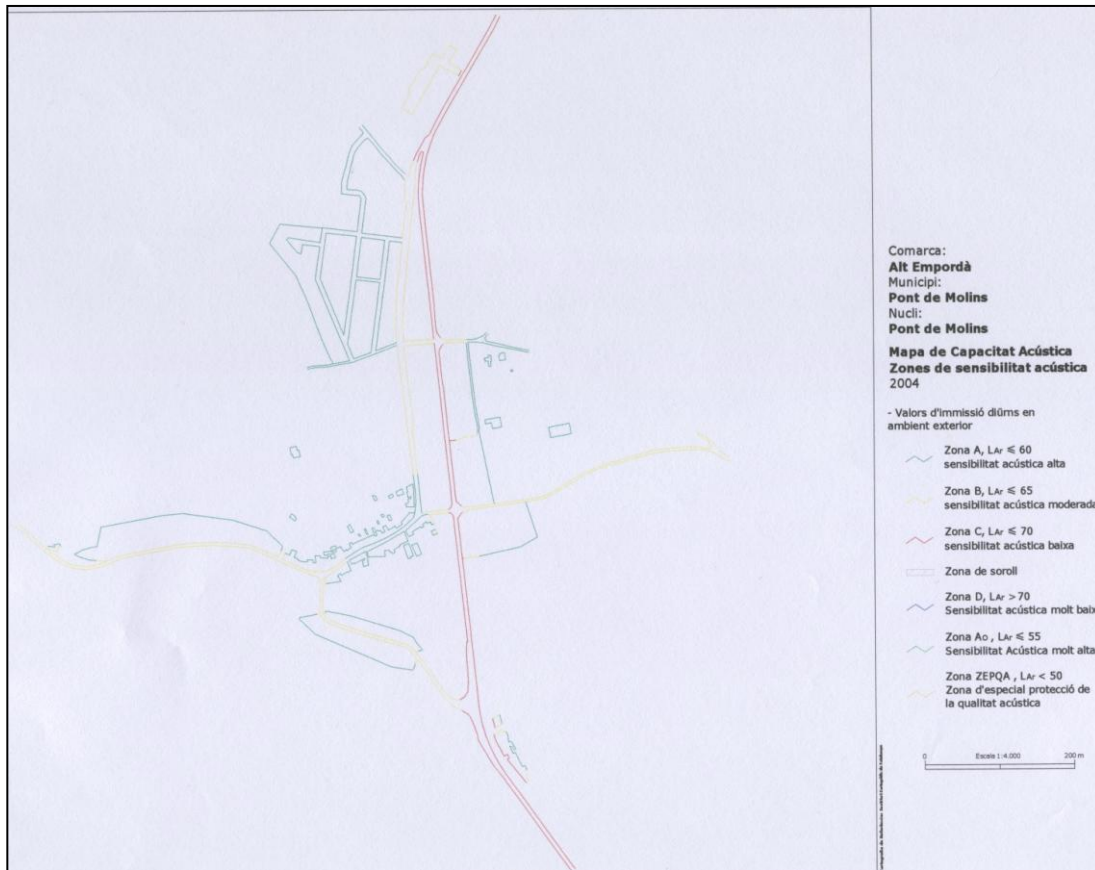 Comarca:
Alt Empordà
Municipi:
Pont de Molins
Nucli:
Pont de Molins
Mapa de Capacitat Acústica
Zones de sensibilitat acústica
2004
- Valors d'immissió diürns en
ambient exterior
Zona A, LAr ≤ 60
sensibilitat acústica alta
Zona B, LAr ≤ 65
sensibilitat acústica moderada
Zona C, LAr ≤ 70
sensibilitat acústica baixa
Zona de soroll
Zona D, LAr >70
Sensibilitat acústica molt baix
Zona Ao , LAr ≤ 55
Sensibilitat Acústica molt alta
Zona ZEPQA , LAr < 50
Zona d'especial protecció de
la qualitat acústica
0
Escala 1:4.000
200 m